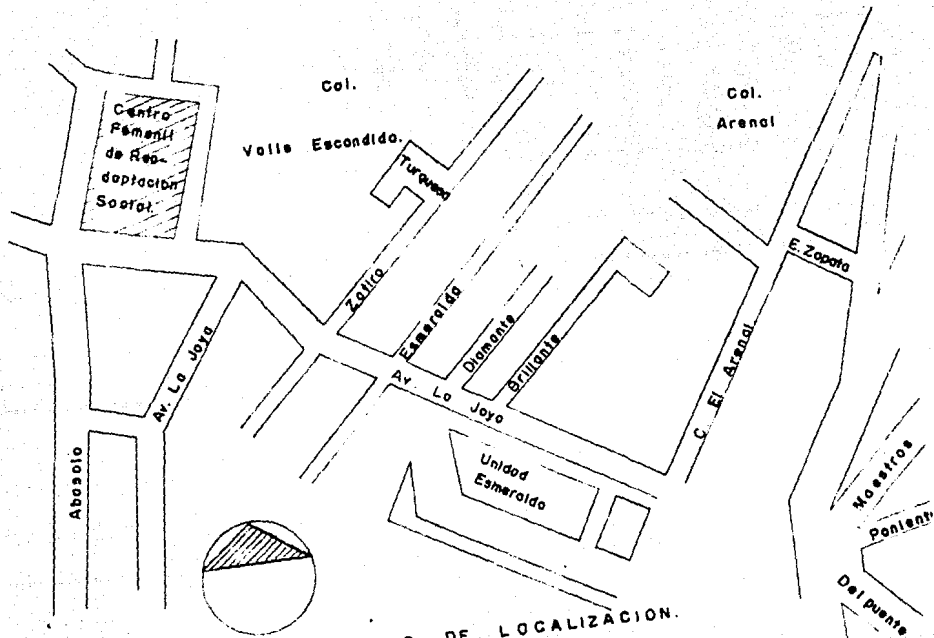 Centro
Femenil
de Rea-
daptación
Social.
Col.
Valle Escondido.
Col.
Arenal
Turquesa
E. Zapata
Zafiro
Esmeralda
Diamante
Brillante
Av. La Joya
Av. La Joya
C El Arenal
Unidad
Esmeralda
Abasolo
Maestros
Poniente
Del puente
DE LOCALIZACION.